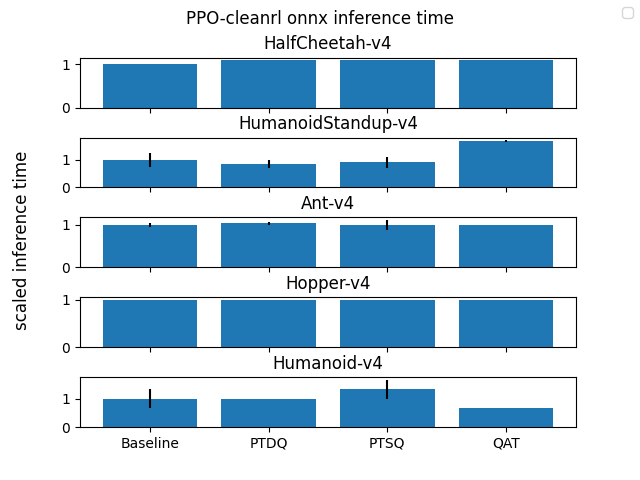 PPO-cleanrl onnx inference time
HalfCheetah-v4
1
0
HumanoidStandup-v4
1
0
Ant-v4
1
0
Hopper-v4
1
0
Humanoid-v4
1
0
Baseline PTDQ PTSQ QAT
scaled inference time